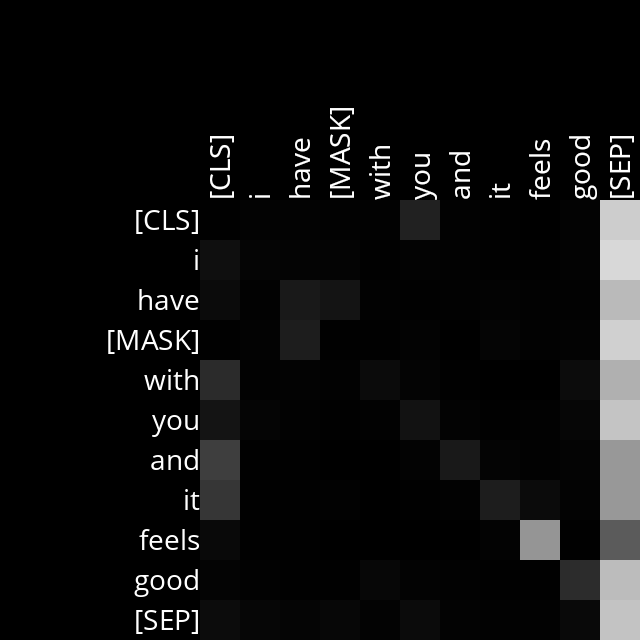 [CLS] i have [MASK] with you and it feels good [SEP]
[CLS]
i
have
[MASK]
with
you
and
it
feels
good
[SEP]